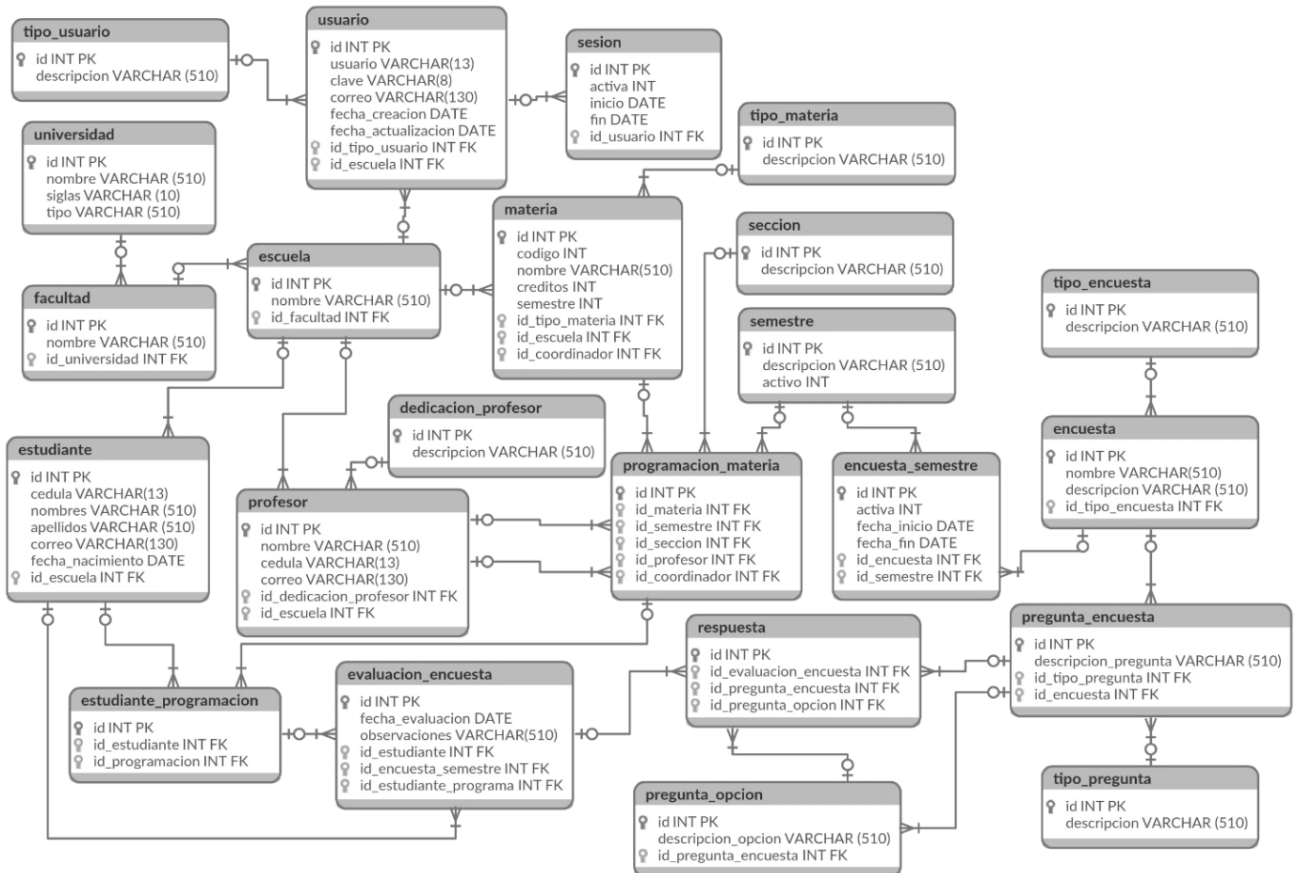 tipo_usuario
id INT PK
descripcion VARCHAR (510)
usuario
id INT PK
usuario VARCHAR(13)
clave VARCHAR(8)
correo VARCHAR(130)
fecha_creacion DATE
fecha_actualizacion DATE
id_tipo_usuario INT FK
id_escuela INT FK
sesion
id INT PK
activa INT
inicio DATE
fin DATE
id_usuario INT FK
tipo_materia
id INT PK
descripcion VARCHAR (510)
universidad
id INT PK
nombre VARCHAR (510)
siglas VARCHAR (10)
tipo VARCHAR (510)
materia
id INT PK
codigo INT
nombre VARCHAR(510)
creditos INT
semestre INT
id_tipo_materia INT FK
id_escuela INT FK
id_coordinador INT FK
seccion
id INT PK
descripcion VARCHAR (510)
escuela
id INT PK
nombre VARCHAR (510)
id_facultad INT FK
facultad
id INT PK
nombre VARCHAR (510)
id_universidad INT FK
semestre
id INT PK
descripcion VARCHAR (510)
activo INT
tipo_encuesta
id INT PK
descripcion VARCHAR (510)
dedicacion_profesor
id INT PK
descripcion VARCHAR (510)
encuesta
id INT PK
nombre VARCHAR(510)
descripcion VARCHAR (510)
id_tipo_encuesta INT FK
estudiante
id INT PK
cedula VARCHAR(13)
nombres VARCHAR (510)
apellidos VARCHAR (510)
correo VARCHAR(130)
fecha_nacimiento DATE
id_escuela INT FK
profesor
id INT PK
nombre VARCHAR (510)
cedula VARCHAR(13)
correo VARCHAR(130)
id_dedicacion_profesor INT FK
id_escuela INT FK
programacion_materia
id INT PK
id_materia INT FK
id_semestre INT FK
id_seccion INT FK
id_profesor INT FK
id_coordinador INT FK
encuesta_semestre
id INT PK
activa INT
fecha_inicio DATE
fecha_fin DATE
id_encuesta INT FK
id_semestre INT FK
pregunta_encuesta
id INT PK
descripcion_pregunta VARCHAR (510)
id_tipo_pregunta INT FK
id_encuesta INT FK
respuesta
id INT PK
id_evaluacion_encuesta INT FK
id_pregunta_encuesta INT FK
id_pregunta_opcion INT FK
evaluacion_encuesta
id INT PK
fecha_evaluacion DATE
observaciones VARCHAR(510)
id_estudiante INT FK
id_encuesta_semestre INT FK
id_estudiante_programa INT FK
estudiante_programacion
id INT PK
id_estudiante INT FK
id_programacion INT FK
pregunta_opcion
id INT PK
descripcion_opcion VARCHAR (510)
id_pregunta_encuesta INT FK
tipo_pregunta
id INT PK
descripcion VARCHAR (510)